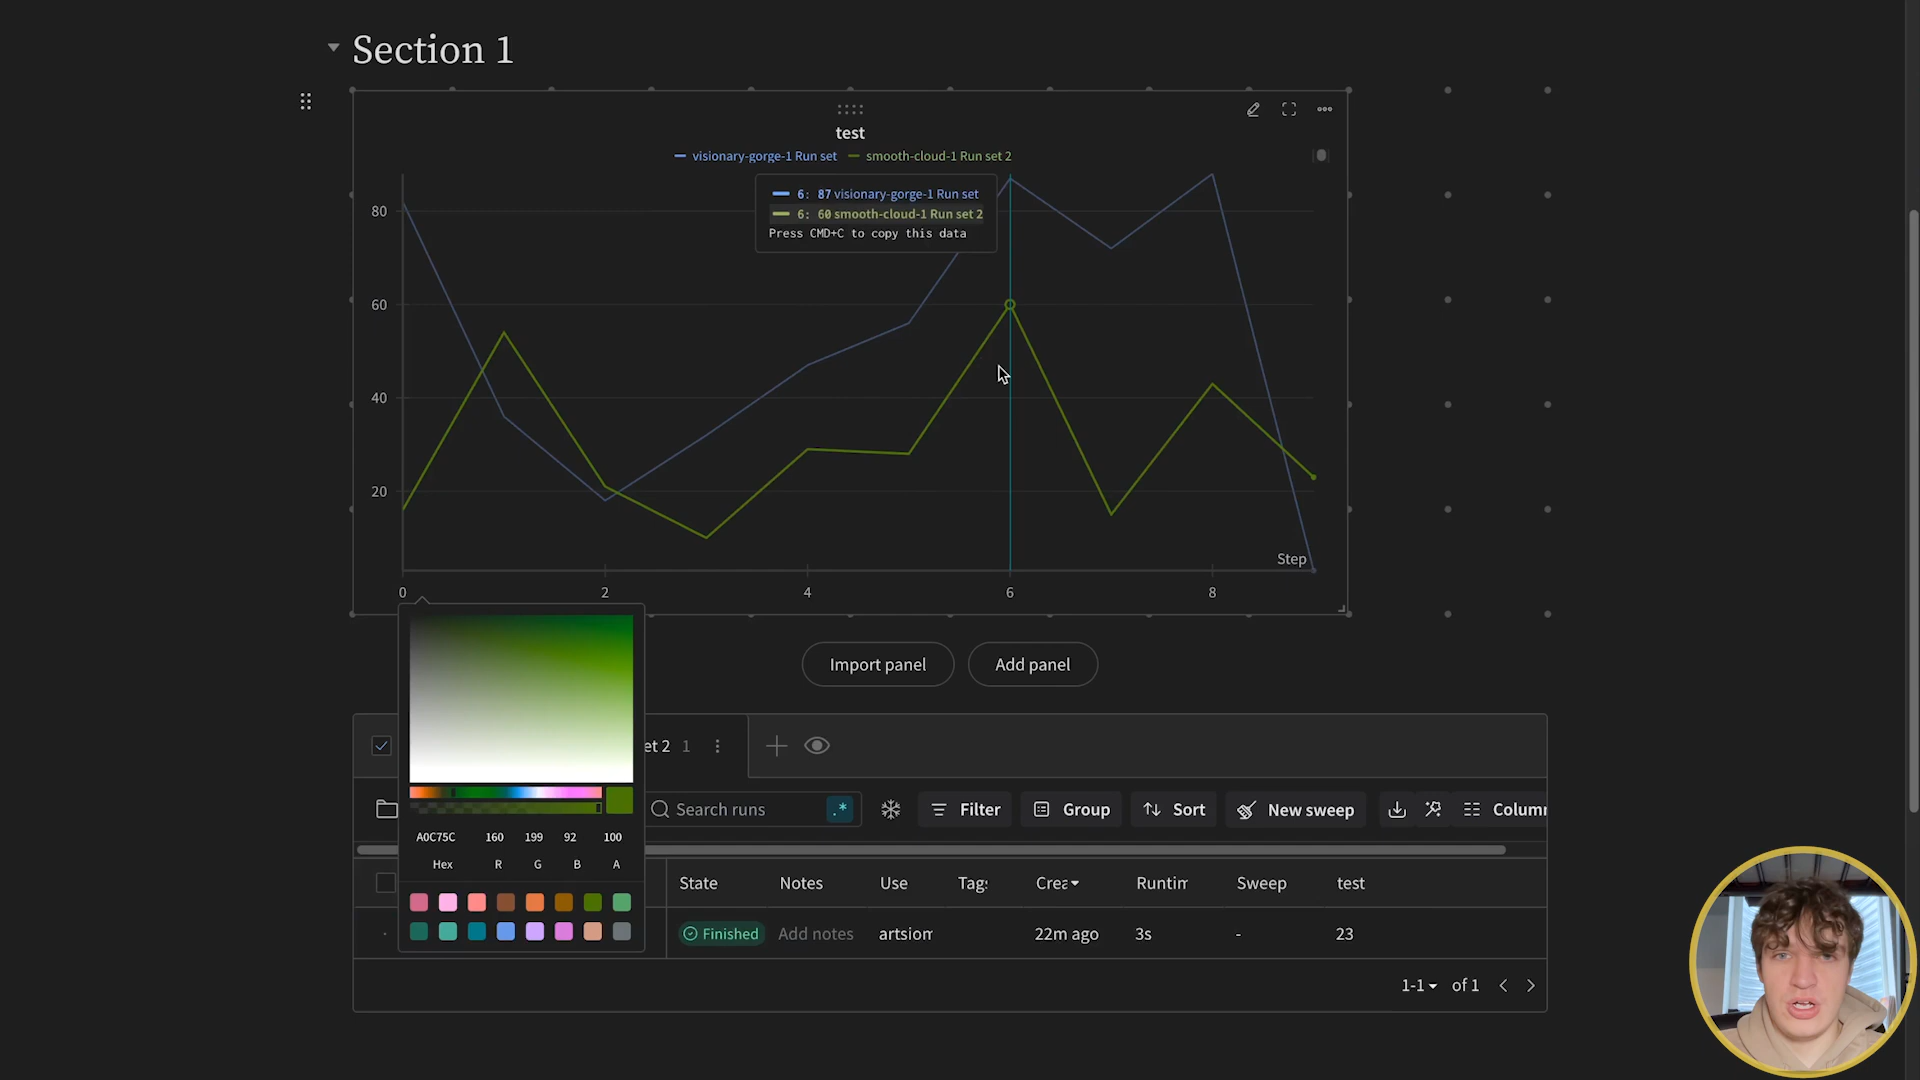 Section 1
test
visionary-gorge-1 Run set smooth-cloud-1 Run set 2
6: 87 visionary-gorge-1 Run set
6: 60 smooth-cloud-1 Run set 2
Press CMD+C to copy this data
80
60
40
20
Step
0 2 4 6 8
Import panel Add panel
et 2 1
Search runs .* Filter Group Sort New sweep Column
A0C75C 160 199 92 100
Hex R G B A
State Notes Use Tags Crea Runtin Sweep test
Finished Add notes artsiom 22m ago 3s - 23
1-1 of 1